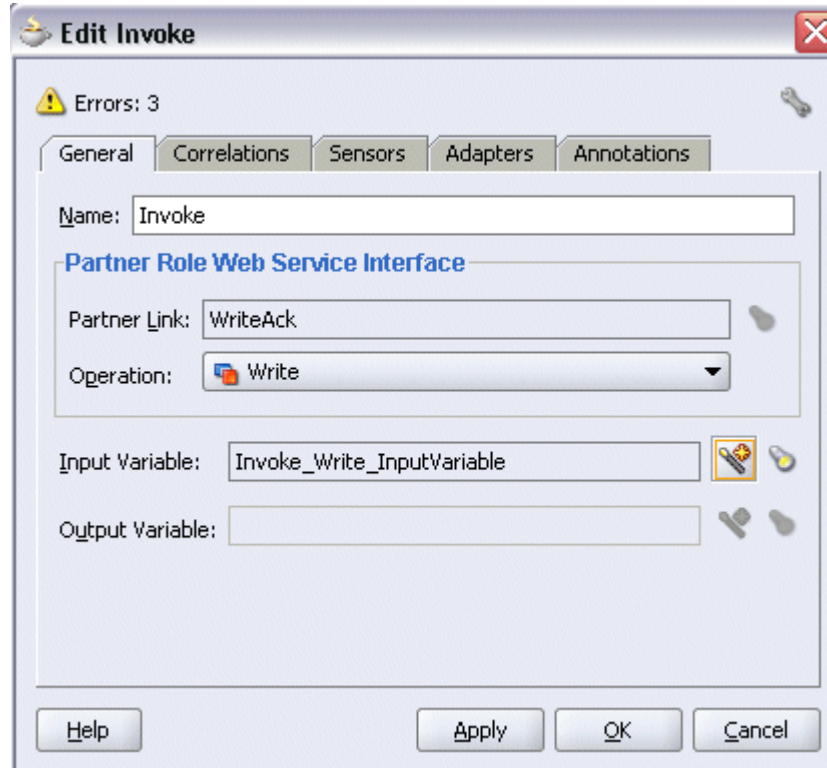 Edit Invoke
Errors: 3
General Correlations Sensors Adapters Annotations
Name: Invoke
Partner Role Web Service Interface
Partner Link: WriteAck
Operation: Write
Input Variable: Invoke_Write_InputVariable
Output Variable:
Help Apply OK Cancel